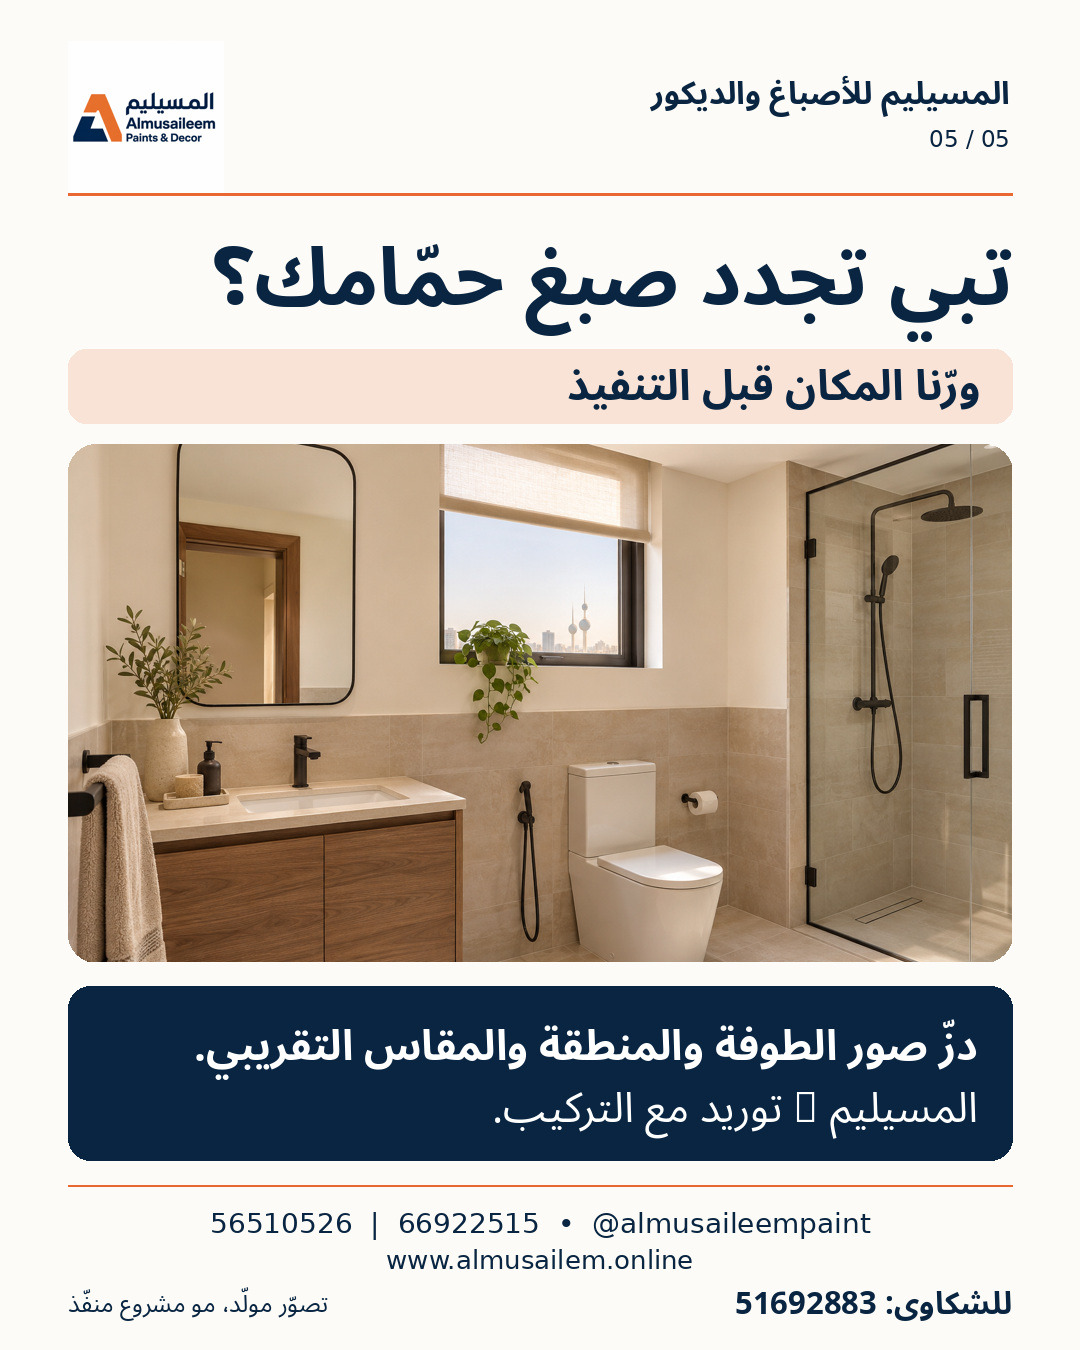 المسيليم
Almusaileem
Paints & Decor
المسيليم للأصباغ والديكور
05 / 05
تبي تجدد صبغ حمّامك؟
ورّنا المكان قبل التنفيذ
دزّ صور الطوفة والمنطقة والمقاس التقريبي.
المسيليم ▯ توريد مع التركيب.
56510526 | 66922515 • @almusaileempaint
www.almusailem.online
للشكاوى: 51692883
تصوّر مولّد، مو مشروع منفّذ